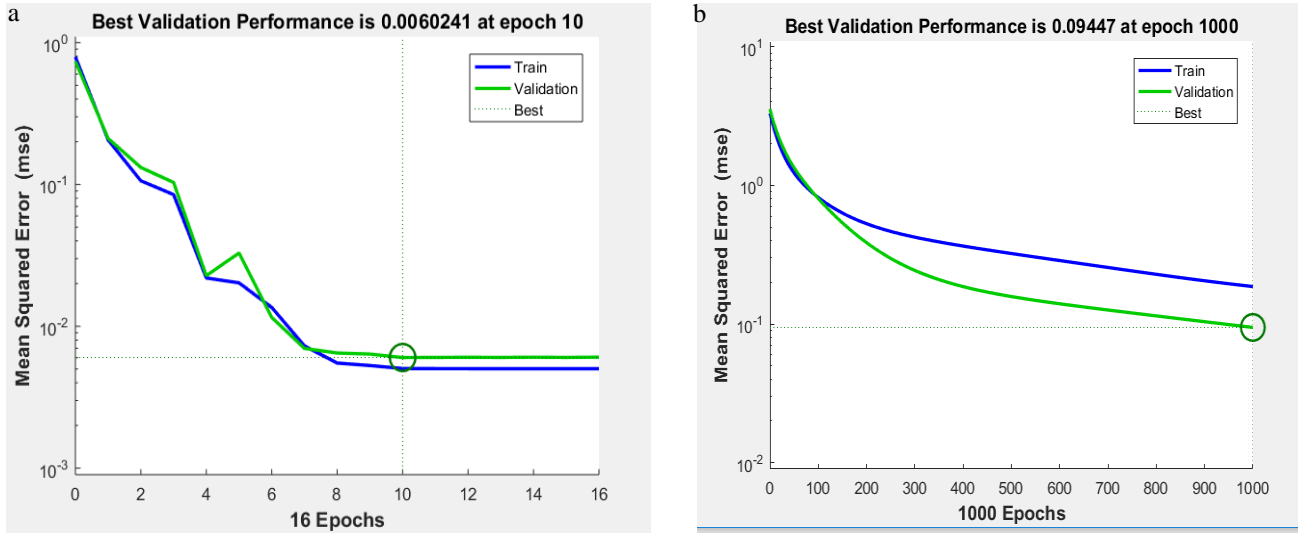 a
Best Validation Performance is 0.0060241 at epoch 10
Mean Squared Error (mse)
10^0
10^-1
10^-2
10^-3
Train
Validation
Best
0 2 4 6 8 10 12 14 16
16 Epochs
b
Best Validation Performance is 0.09447 at epoch 1000
Mean Squared Error (mse)
10^1
10^0
10^-1
10^-2
Train
Validation
Best
0 100 200 300 400 500 600 700 800 900 1000
1000 Epochs